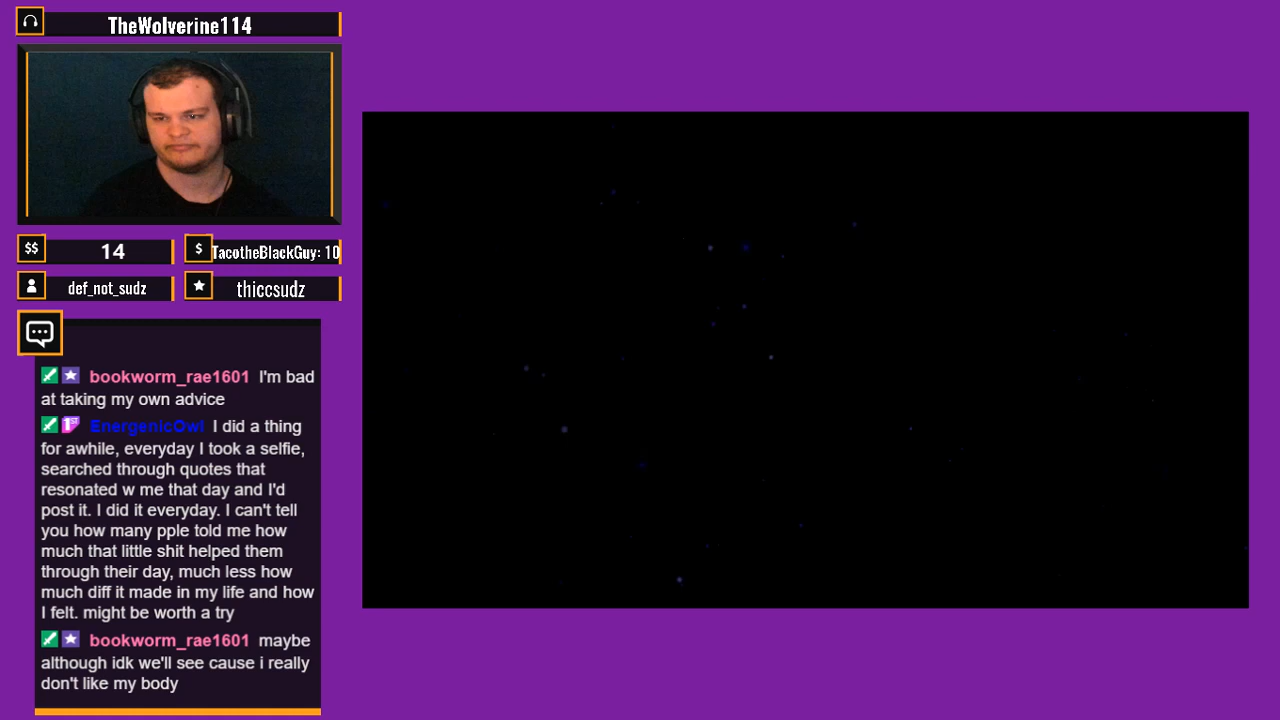 TheWolverine114
$$ 14
$ TacotheBlackGuy: 10
def_not_sudz
thiccsudz
bookworm_rae1601 I'm bad
at taking my own advice
1ST EnergenicOwl I did a thing
for awhile, everyday I took a selfie,
searched through quotes that
resonated w me that day and I'd
post it. I did it everyday. I can't tell
you how many pple told me how
much that little shit helped them
through their day, much less how
much diff it made in my life and how
I felt. might be worth a try
bookworm_rae1601 maybe
although idk we'll see cause i really
don't like my body